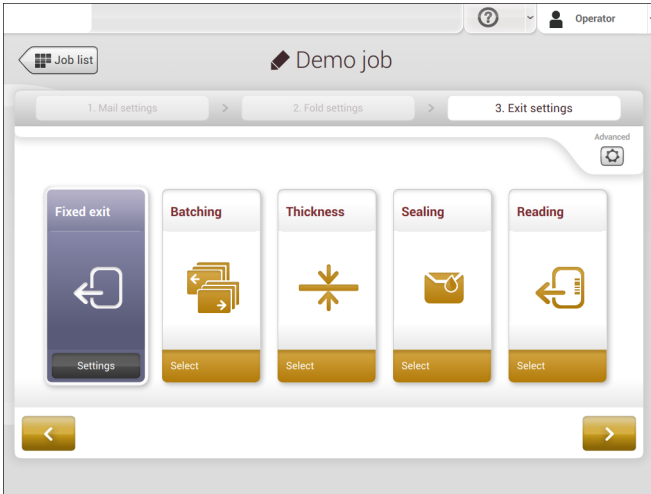 ?
Operator
Job list
Demo job
1. Mail settings > 2. Fold settings > 3. Exit settings
Advanced
Fixed exit
Batching
Thickness
Sealing
Reading
Settings
Select
Select
Select
Select